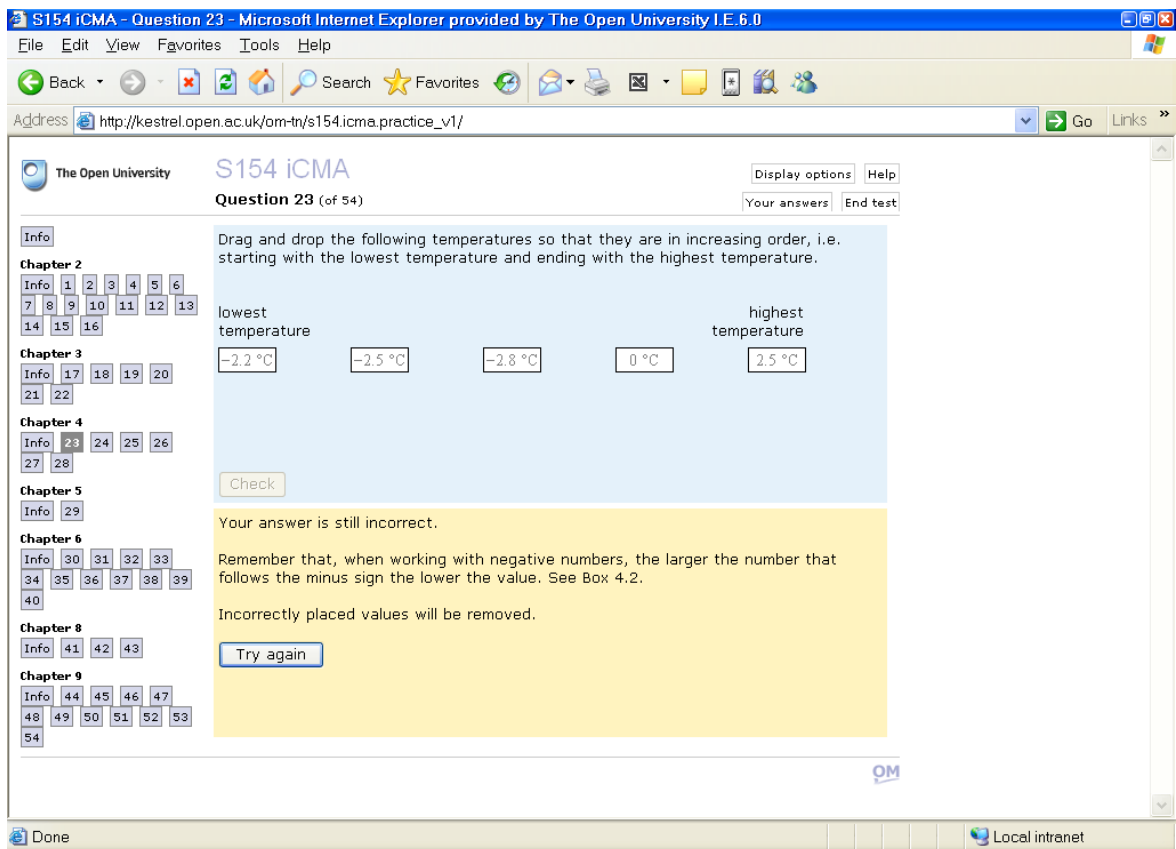 S154 iCMA - Question 23 - Microsoft Internet Explorer provided by The Open University I.E.6.0
File Edit View Favorites Tools Help
Back Search Favorites
Address http://kestrel.open.ac.uk/om-tn/s154.icma.practice_v1/ Go Links »
The Open University
S154 iCMA
Question 23 (of 54)
Display options Help
Your answers End test
Info
Chapter 2
Info 1 2 3 4 5 6
7 8 9 10 11 12 13
14 15 16
Chapter 3
Info 17 18 19 20
21 22
Chapter 4
Info 23 24 25 26
27 28
Chapter 5
Info 29
Chapter 6
Info 30 31 32 33
34 35 36 37 38 39
40
Chapter 8
Info 41 42 43
Chapter 9
Info 44 45 46 47
48 49 50 51 52 53
54
Drag and drop the following temperatures so that they are in increasing order, i.e.
starting with the lowest temperature and ending with the highest temperature.
lowest highest
temperature temperature
−2.2 °C −2.5 °C −2.8 °C 0 °C 2.5 °C
Check
Your answer is still incorrect.
Remember that, when working with negative numbers, the larger the number that
follows the minus sign the lower the value. See Box 4.2.
Incorrectly placed values will be removed.
Try again
OM
Done Local intranet